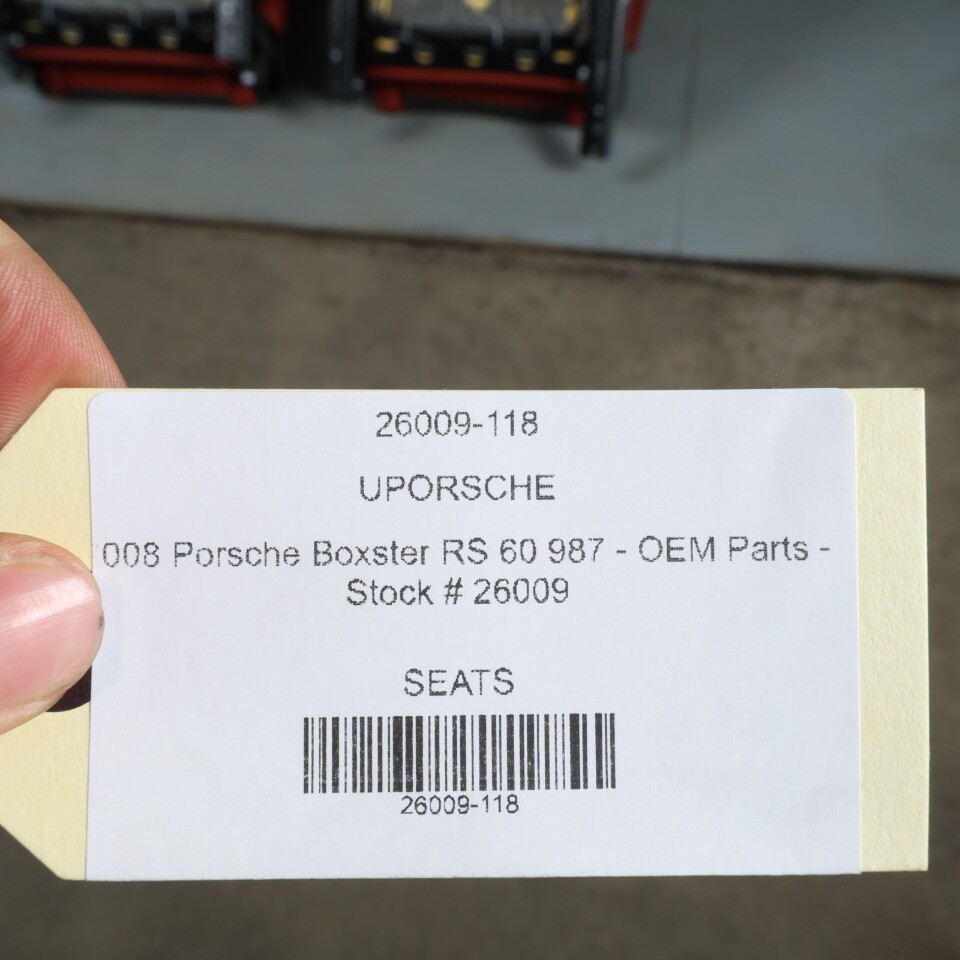 26009-118
UPORSCHE
008 Porsche Boxster RS 60 987 - OEM Parts -
Stock # 26009
SEATS
26009-118